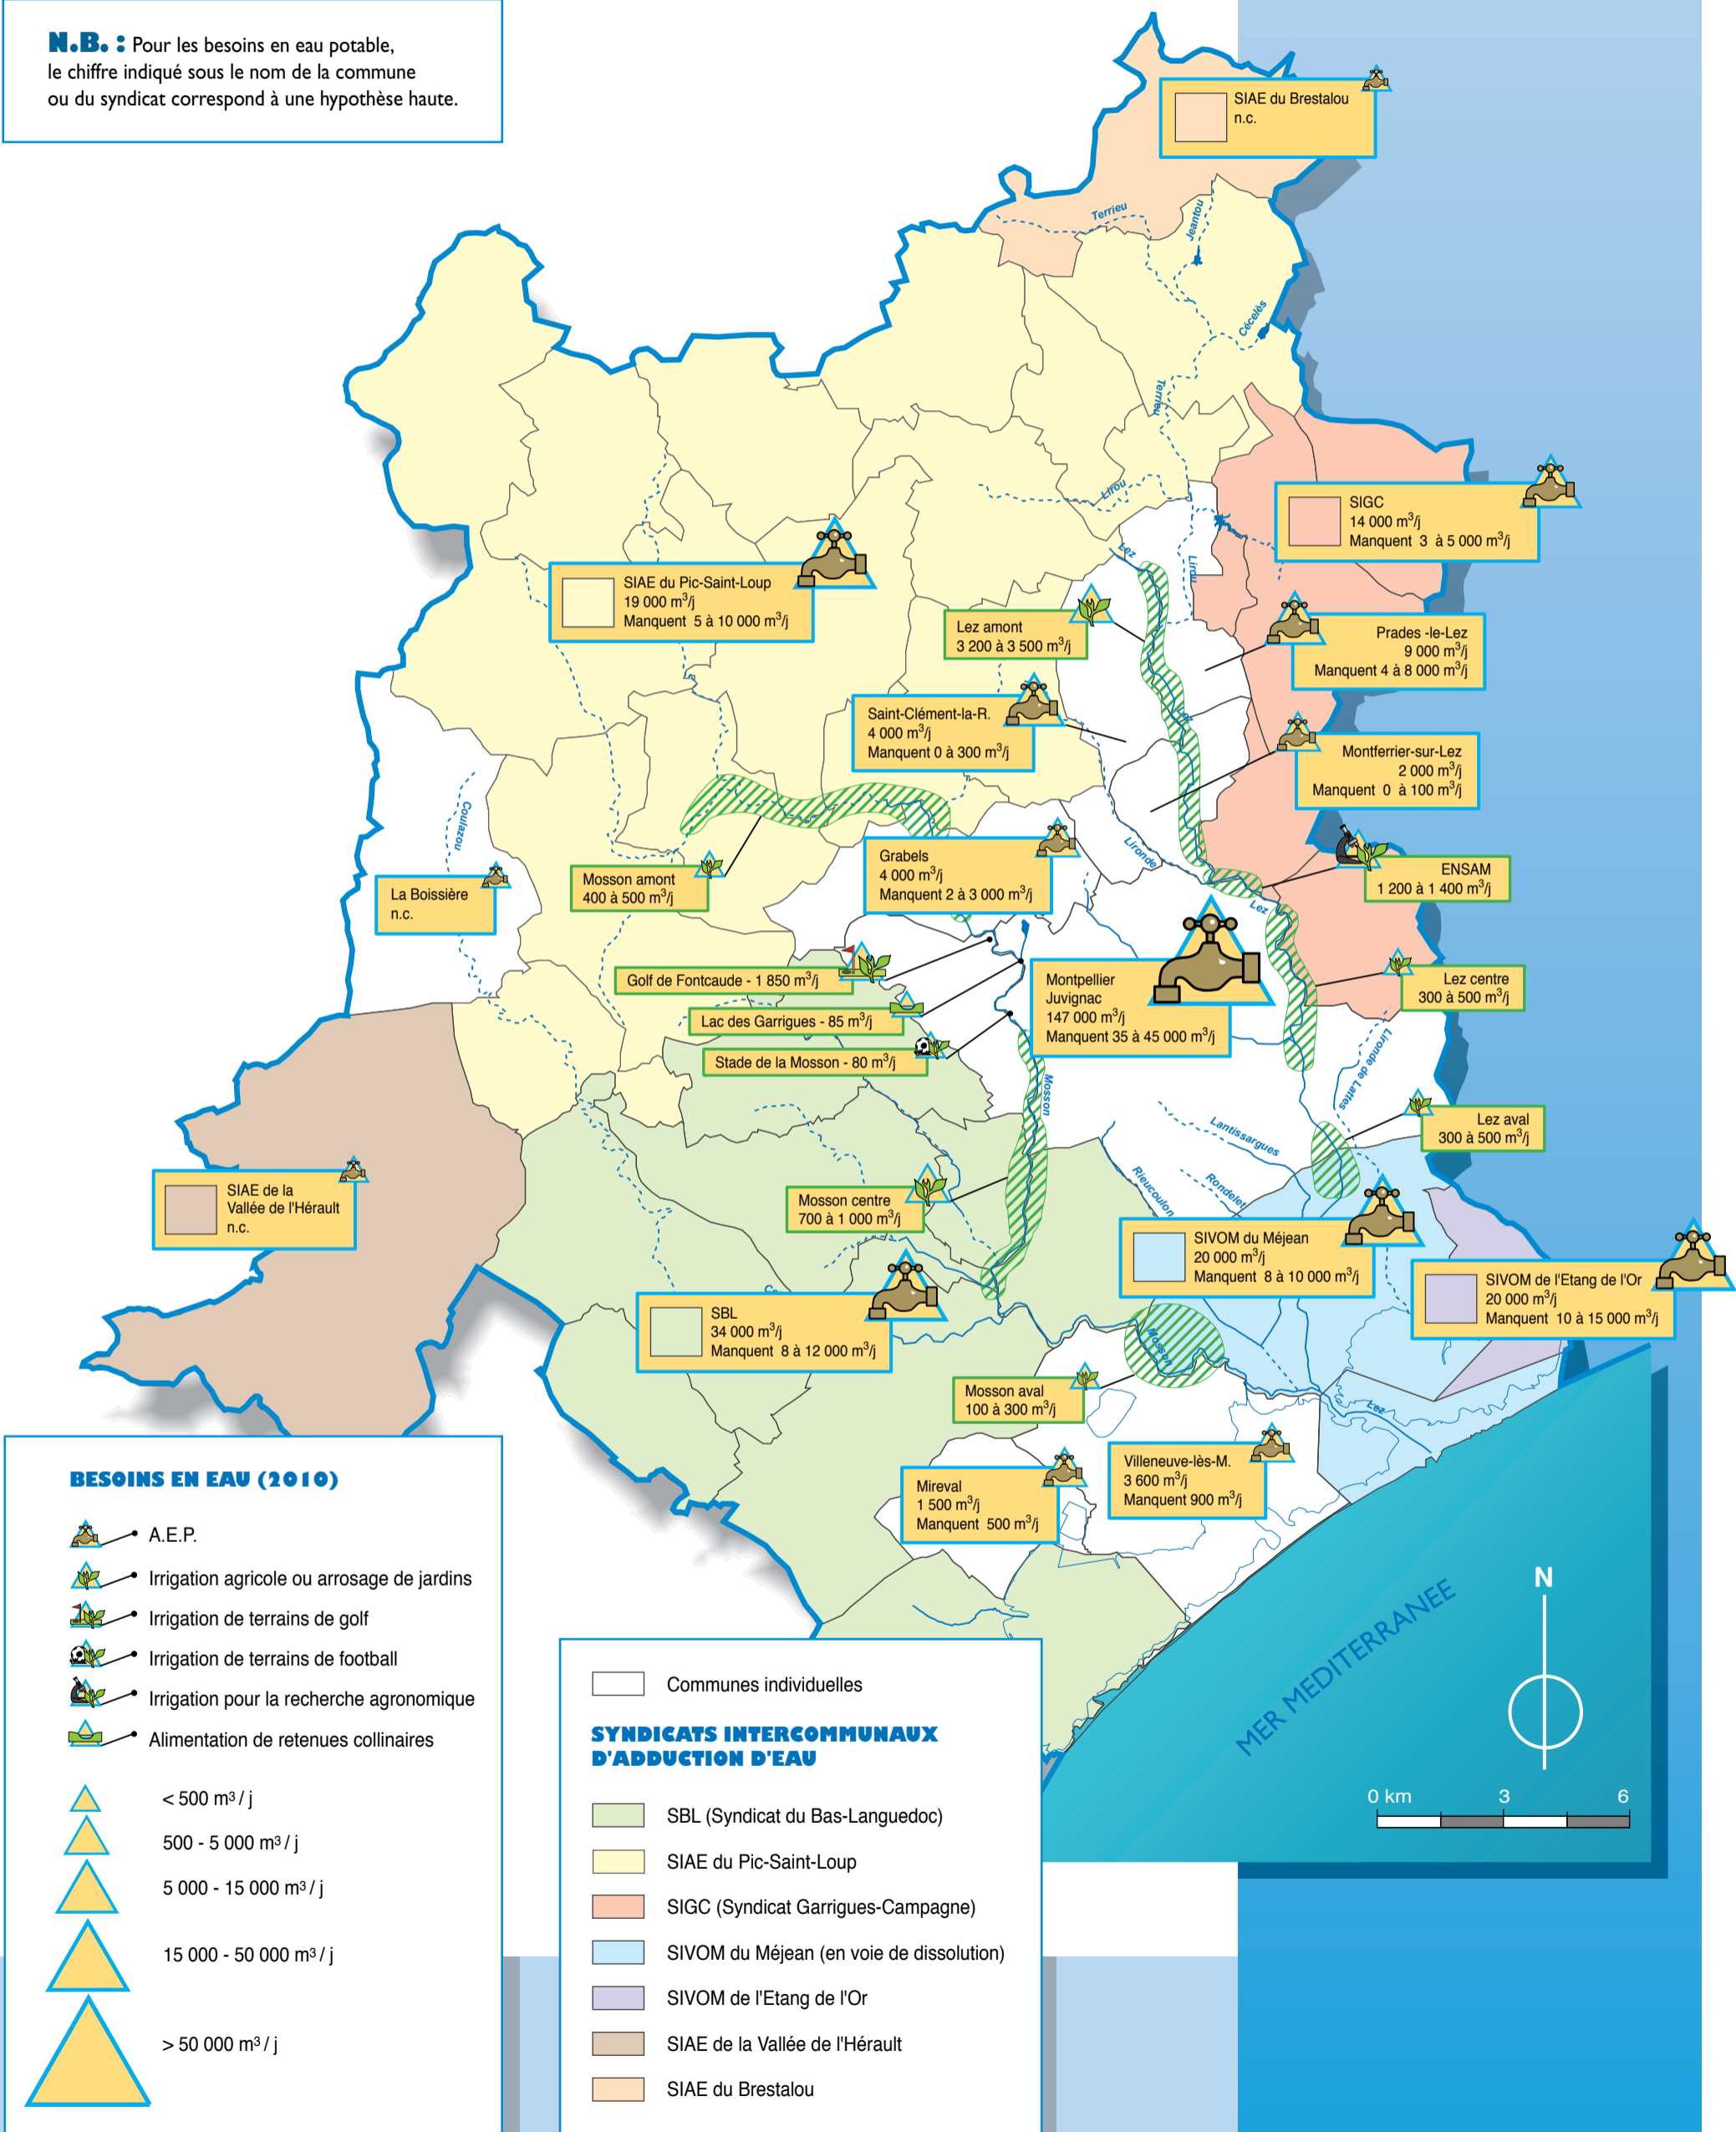 N.B. : Pour les besoins en eau potable,
le chiffre indiqué sous le nom de la commune
ou du syndicat correspond à une hypothèse haute.
SIAE du Brestalou
n.c.
Terrieu
Jeantou
Cécelès
Terrieu
Lirou
SIGC
14 000 m³/j
Manquent 3 à 5 000 m³/j
Lez
Lirou
SIAE du Pic-Saint-Loup
19 000 m³/j
Manquent 5 à 10 000 m³/j
Lez amont
3 200 à 3 500 m³/j
Prades -le-Lez
9 000 m³/j
Manquent 4 à 8 000 m³/j
Saint-Clément-la-R.
4 000 m³/j
Manquent 0 à 300 m³/j
Lez
Montferrier-sur-Lez
2 000 m³/j
Manquent 0 à 100 m³/j
Coulazou
Lironde
Grabels
4 000 m³/j
Manquent 2 à 3 000 m³/j
ENSAM
1 200 à 1 400 m³/j
Mosson amont
400 à 500 m³/j
La Boissière
n.c.
Lez
Golf de Fontcaude - 1 850 m³/j
Montpellier
Juvignac
147 000 m³/j
Manquent 35 à 45 000 m³/j
Lez centre
300 à 500 m³/j
Lac des Garrigues - 85 m³/j
Stade de la Mosson - 80 m³/j
Lironde de Lattes
Mosson
Lez aval
300 à 500 m³/j
Lantissargues
Rieucoulon
Rondelet
SIAE de la
Vallée de l'Hérault
n.c.
Mosson centre
700 à 1 000 m³/j
SIVOM du Méjean
20 000 m³/j
Manquent 8 à 10 000 m³/j
SIVOM de l'Etang de l'Or
20 000 m³/j
Manquent 10 à 15 000 m³/j
SBL
34 000 m³/j
Manquent 8 à 12 000 m³/j
Mosson
Mosson aval
100 à 300 m³/j
Lez
Mireval
1 500 m³/j
Manquent 500 m³/j
Villeneuve-lès-M.
3 600 m³/j
Manquent 900 m³/j
MER MEDITERRANEE
N
0 km 3 6
BESOINS EN EAU (2010)
A.E.P.
Irrigation agricole ou arrosage de jardins
Irrigation de terrains de golf
Irrigation de terrains de football
Irrigation pour la recherche agronomique
Alimentation de retenues collinaires
< 500 m³ / j
500 - 5 000 m³ / j
5 000 - 15 000 m³ / j
15 000 - 50 000 m³ / j
> 50 000 m³ / j
Communes individuelles
SYNDICATS INTERCOMMUNAUX
D'ADDUCTION D'EAU
SBL (Syndicat du Bas-Languedoc)
SIAE du Pic-Saint-Loup
SIGC (Syndicat Garrigues-Campagne)
SIVOM du Méjean (en voie de dissolution)
SIVOM de l'Etang de l'Or
SIAE de la Vallée de l'Hérault
SIAE du Brestalou